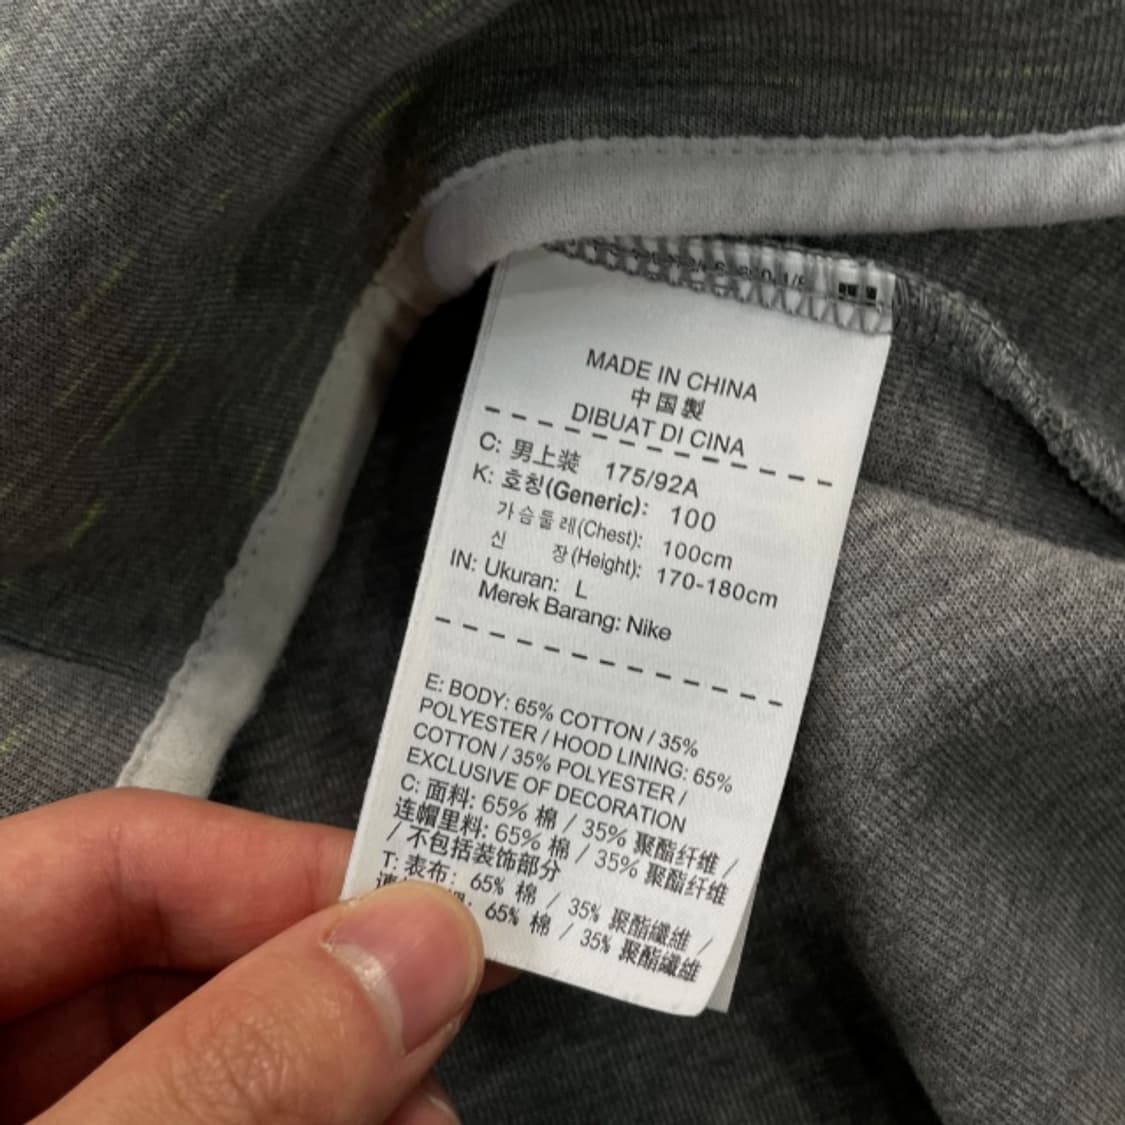 MADE IN CHINA
中国製
DIBUAT DI CINA
C: 男上装 175/92A
K: 호칭(Generic): 100
가슴둘레(Chest): 100cm
신 장(Height): 170-180cm
IN: Ukuran: L
Merek Barang: Nike
E: BODY: 65% COTTON / 35%
POLYESTER / HOOD LINING: 65%
COTTON / 35% POLYESTER /
EXCLUSIVE OF DECORATION
C: 面料: 65% 棉 / 35% 聚酯纤维 /
连帽里料: 65% 棉 / 35% 聚酯纤维
/ 不包括装饰部分
T: 表布: 65% 棉 / 35% 聚酯纖維 /
65% 棉 / 35% 聚酯纖維